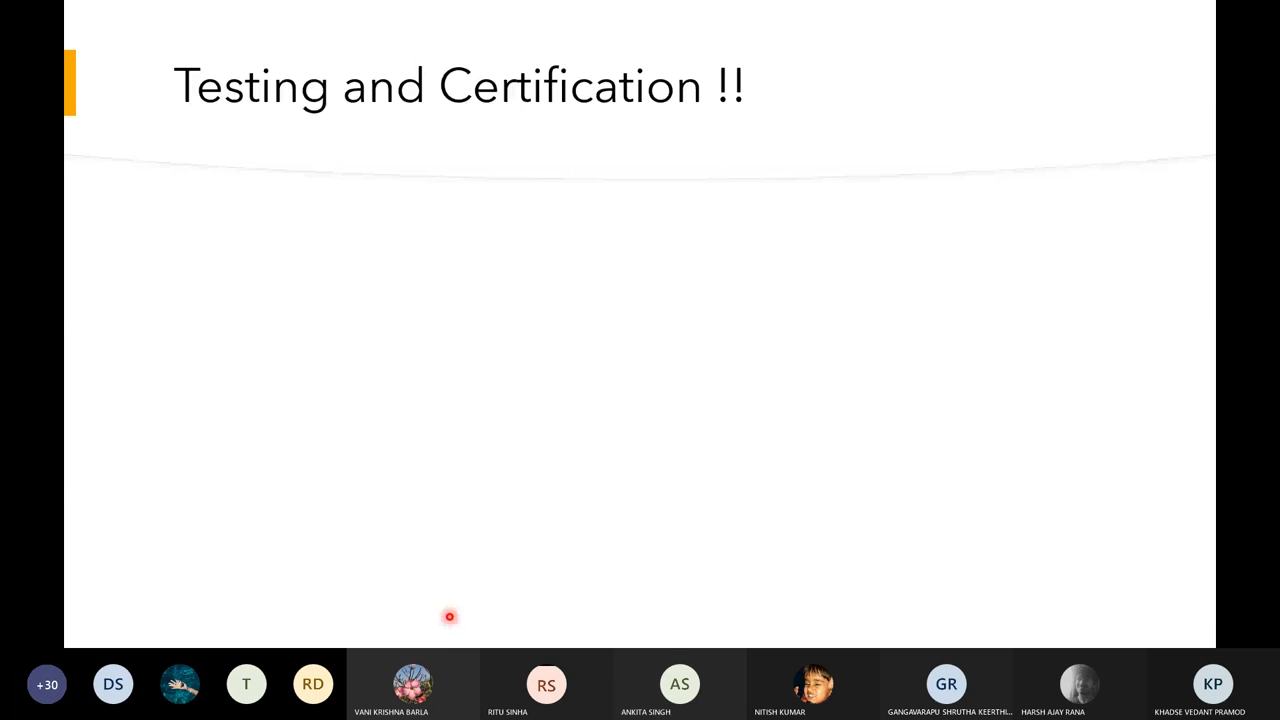 Testing and Certification !!
+30
DS
T
RD
RS
AS
GR
KP
VANI KRISHNA BARLA
RITU SINHA
ANKITA SINGH
NITISH KUMAR
GANGAVARAPU SHRUTHA KEERTHI...
HARSH AJAY RANA
KHADSE VEDANT PRAMOD